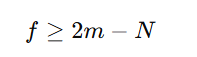 f ≥ 2m – N